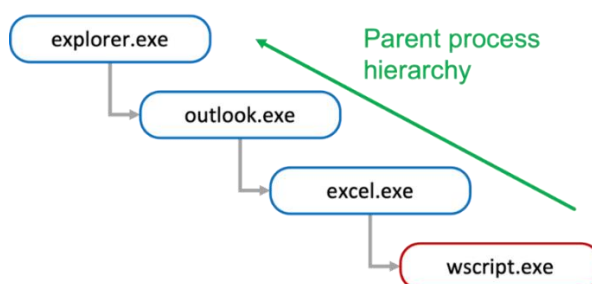 explorer.exe
Parent process
hierarchy
outlook.exe
excel.exe
wscript.exe